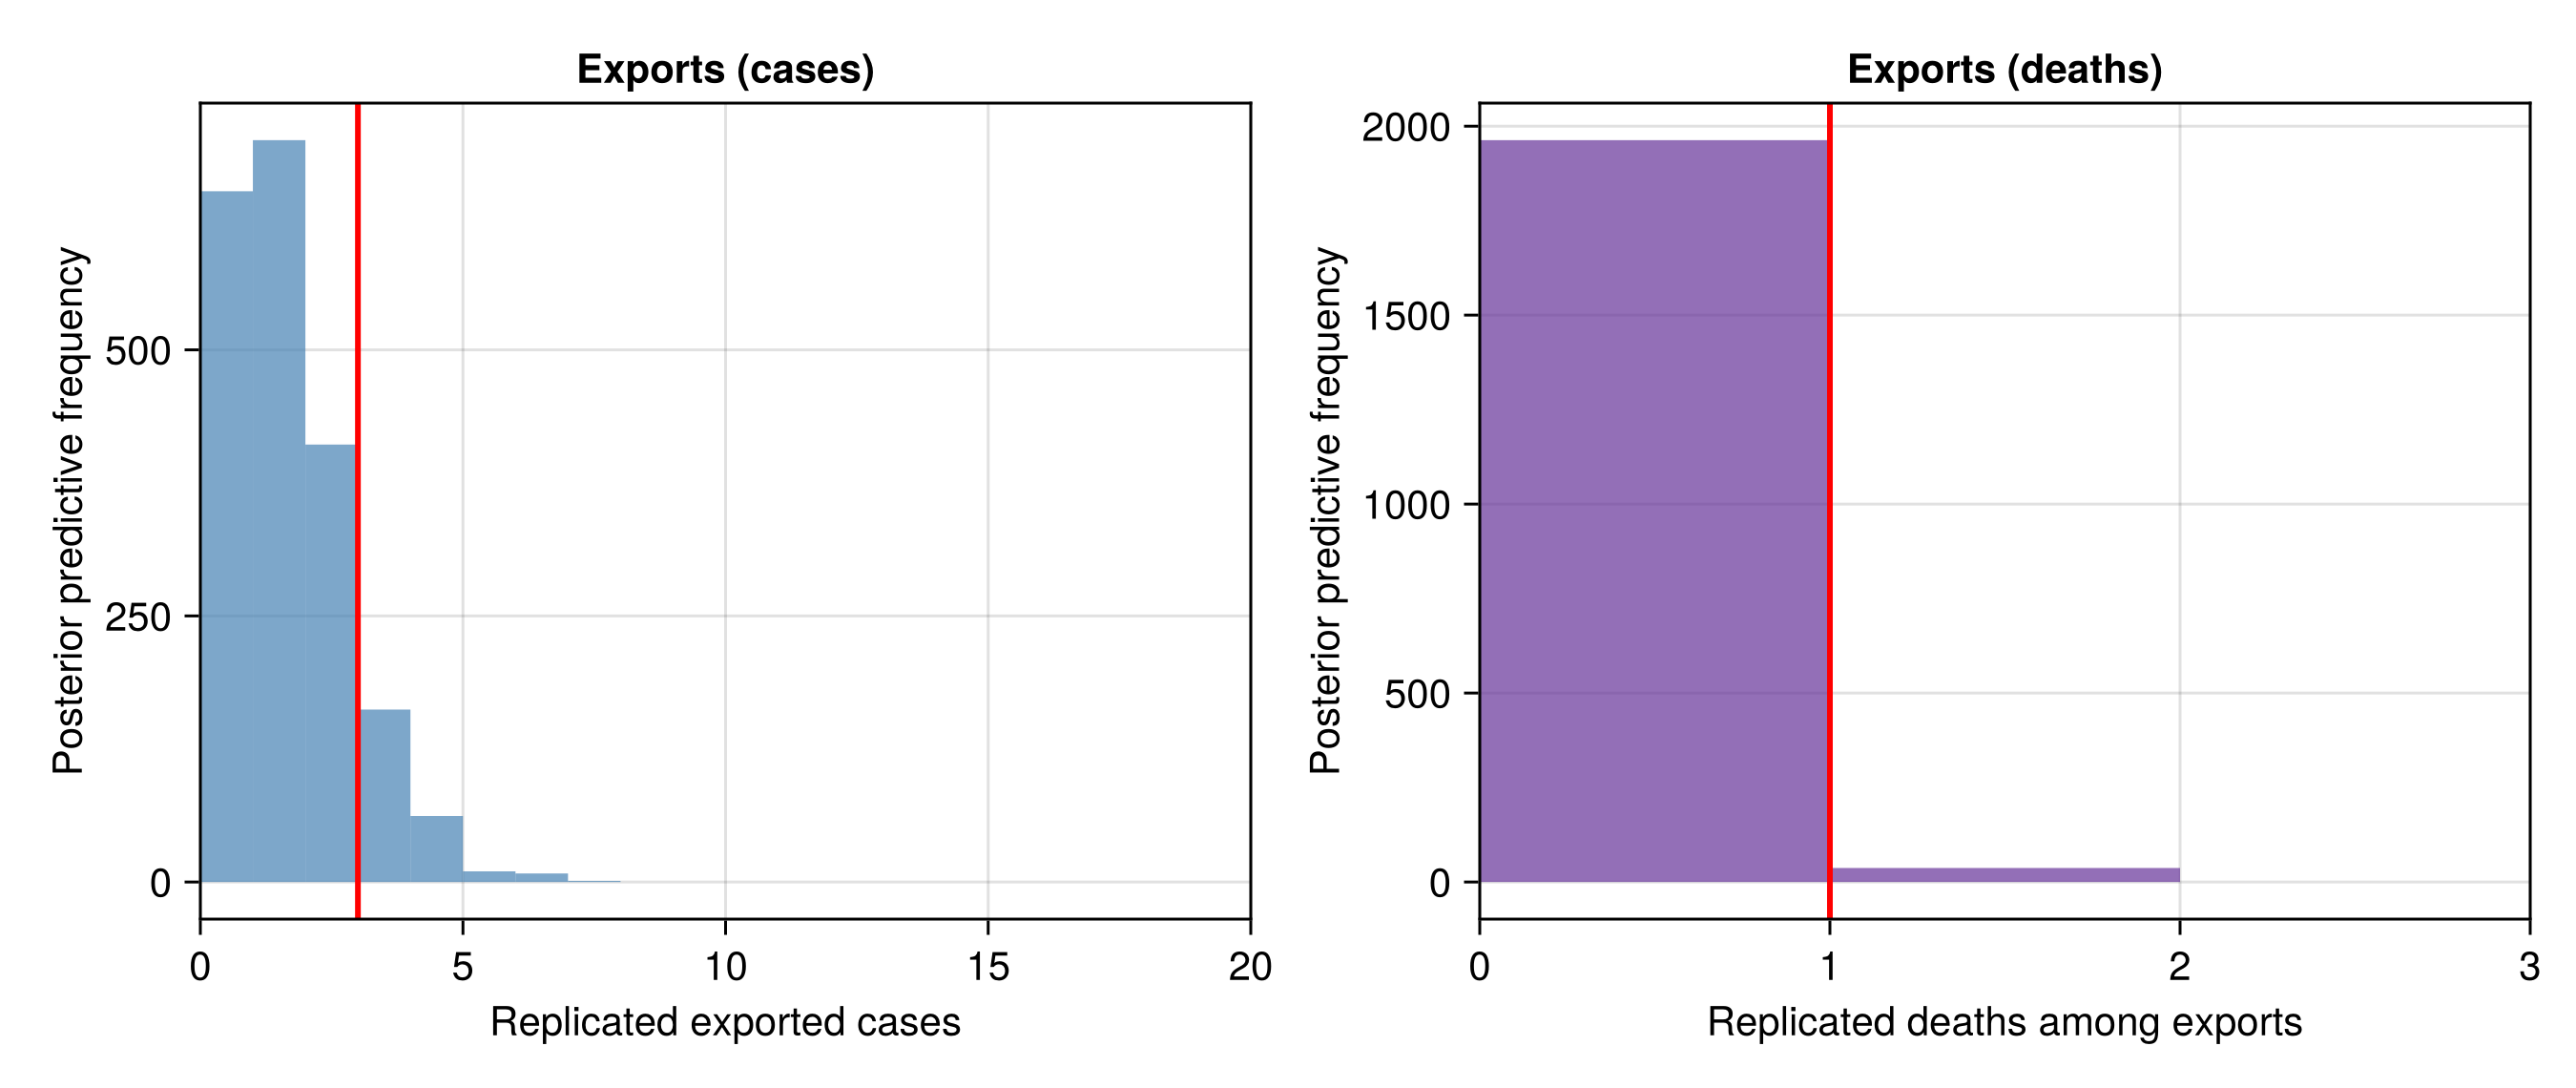 Exports (cases)
Posterior predictive frequency
500
250
0
0 5 10 15 20
Replicated exported cases
Exports (deaths)
Posterior predictive frequency
2000
1500
1000
500
0
0 1 2 3
Replicated deaths among exports